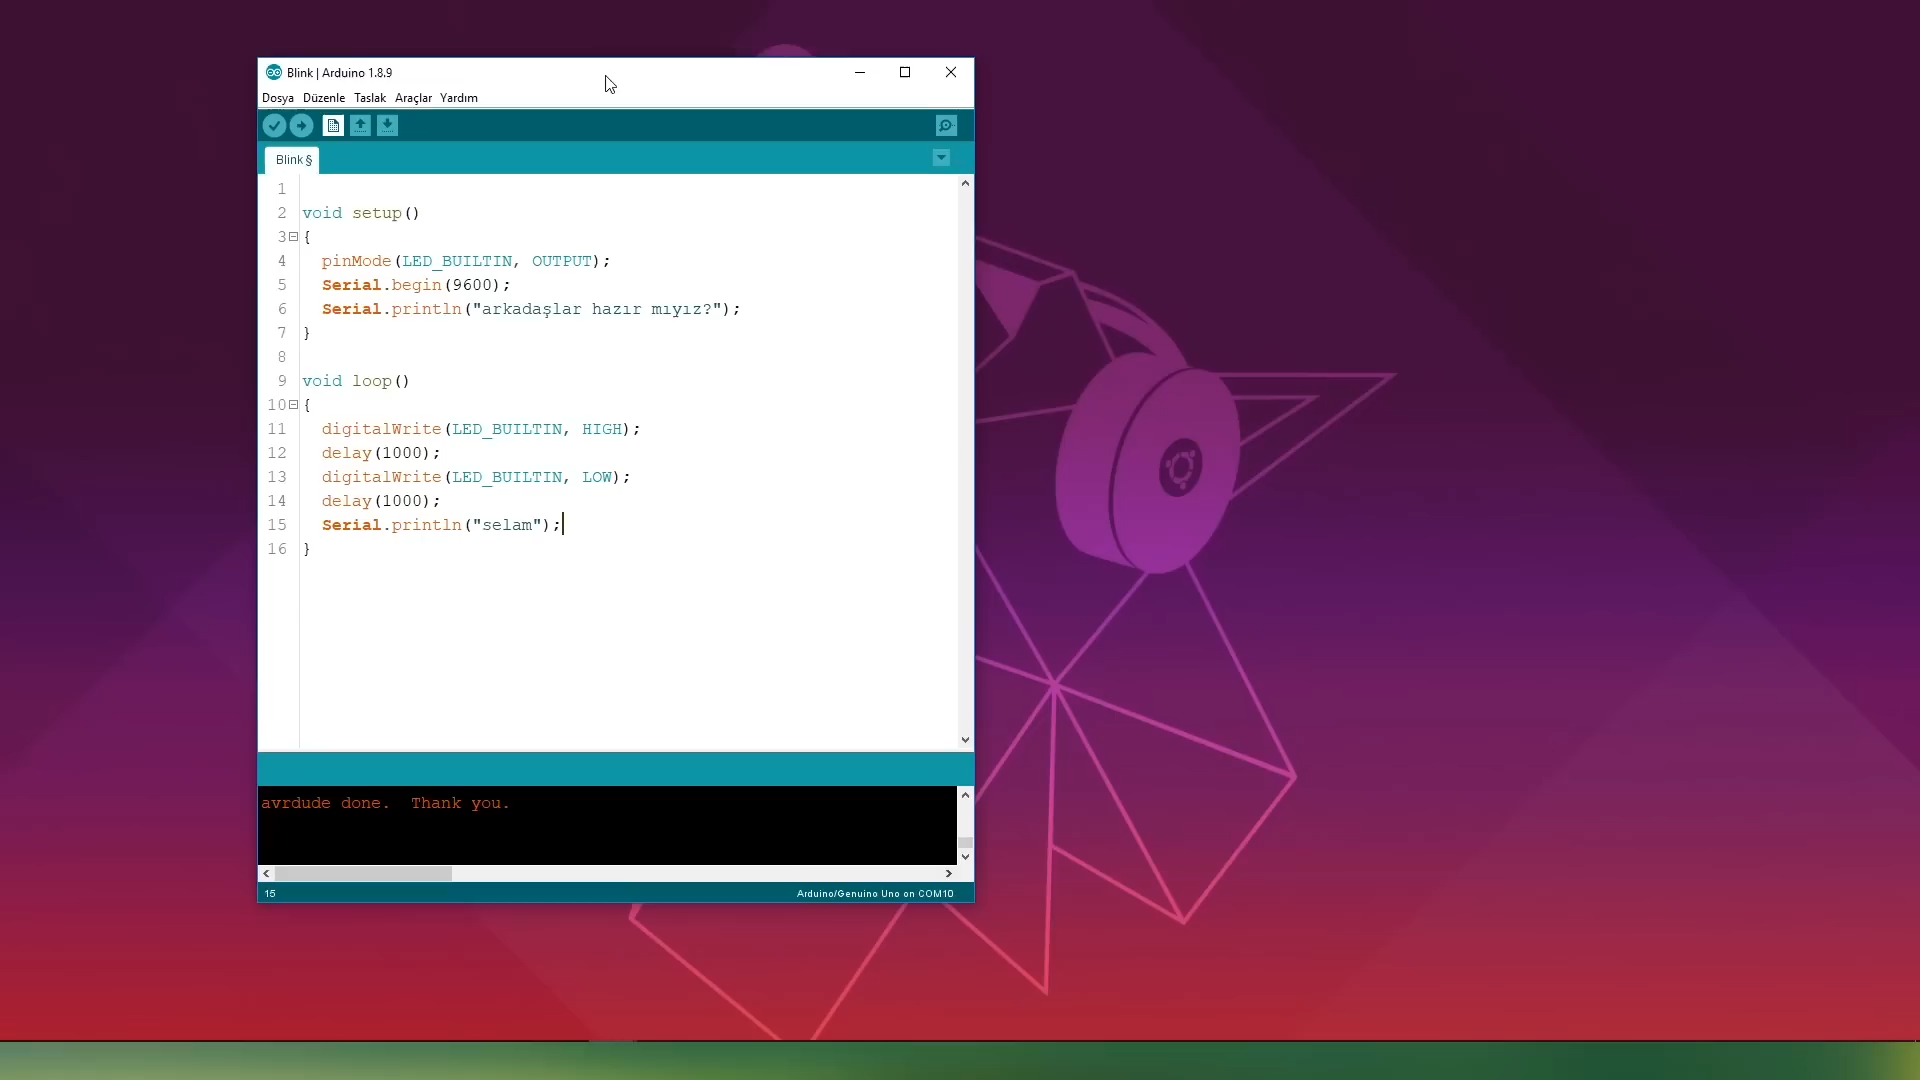 Blink | Arduino 1.8.9
Dosya Düzenle Taslak Araçlar Yardım
Blink §
1
2 void setup()
3 {
4 pinMode(LED_BUILTIN, OUTPUT);
5 Serial.begin(9600);
6 Serial.println("arkadaşlar hazır mıyız?");
7 }
8
9 void loop()
10 {
11 digitalWrite(LED_BUILTIN, HIGH);
12 delay(1000);
13 digitalWrite(LED_BUILTIN, LOW);
14 delay(1000);
15 Serial.println("selam");
16 }
avrdude done.  Thank you.
15 Arduino/Genuino Uno on COM10